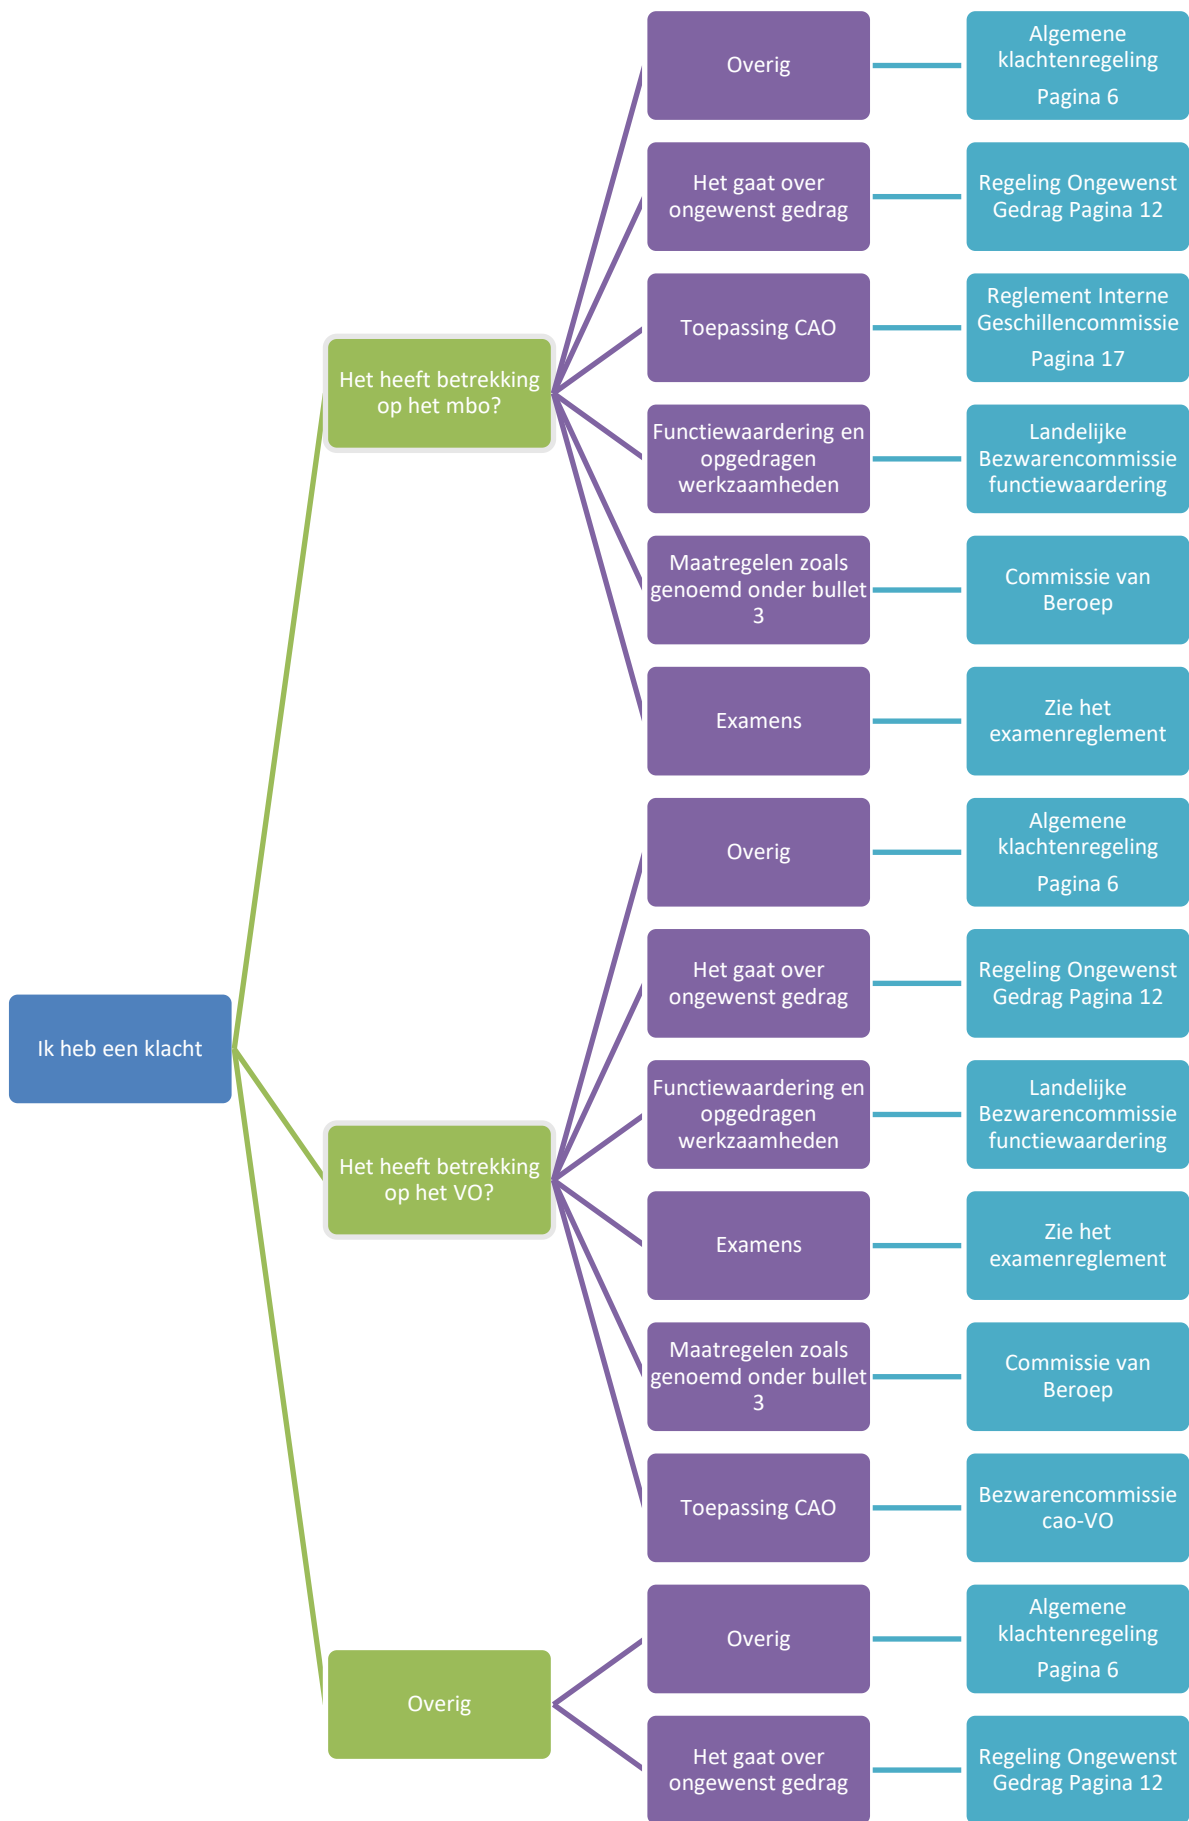 Ik heb een klacht
Het heeft betrekking
op het mbo?
Overig
Algemene
klachtenregeling
Pagina 6
Het gaat over
ongewenst gedrag
Regeling Ongewenst
Gedrag Pagina 12
Toepassing CAO
Reglement Interne
Geschillencommissie
Pagina 17
Functiewaardering en
opgedragen
werkzaamheden
Landelijke
Bezwarencommissie
functiewaardering
Maatregelen zoals
genoemd onder bullet
3
Commissie van
Beroep
Examens
Zie het
examenreglement
Het heeft betrekking
op het VO?
Overig
Algemene
klachtenregeling
Pagina 6
Het gaat over
ongewenst gedrag
Regeling Ongewenst
Gedrag Pagina 12
Functiewaardering en
opgedragen
werkzaamheden
Landelijke
Bezwarencommissie
functiewaardering
Examens
Zie het
examenreglement
Maatregelen zoals
genoemd onder bullet
3
Commissie van
Beroep
Toepassing CAO
Bezwarencommissie
cao-VO
Overig
Overig
Algemene
klachtenregeling
Pagina 6
Het gaat over
ongewenst gedrag
Regeling Ongewenst
Gedrag Pagina 12